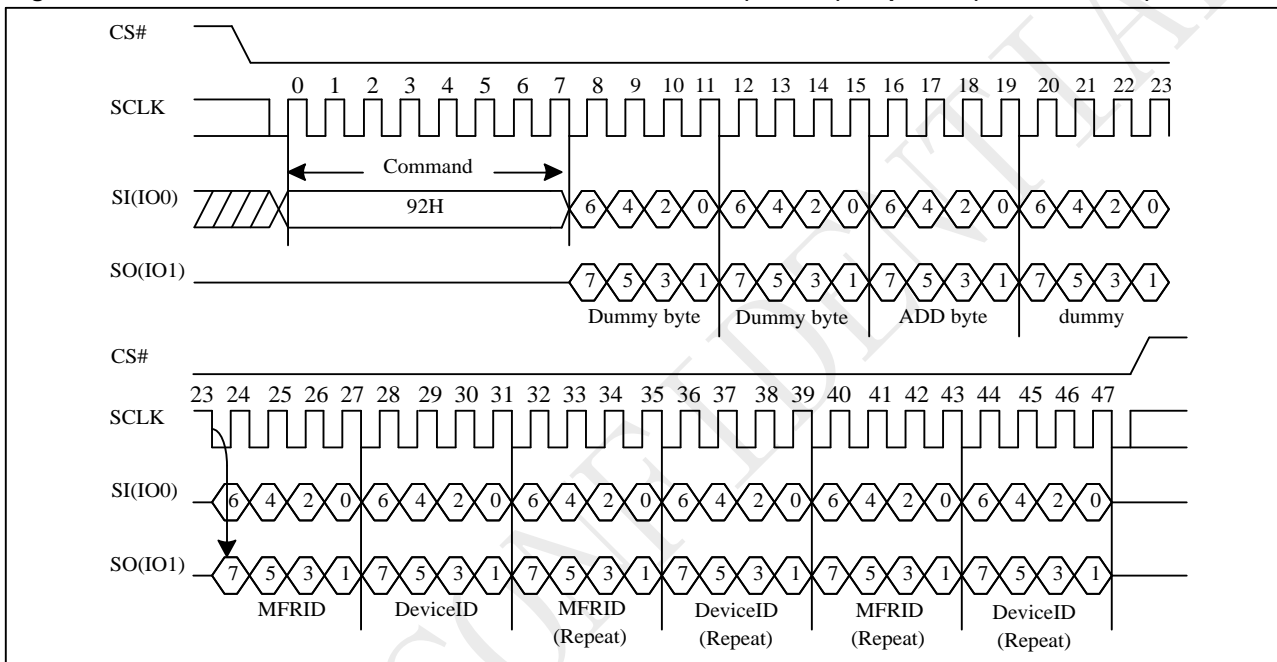 CS#
0 1 2 3 4 5 6 7 8 9 10 11 12 13 14 15 16 17 18 19 20 21 22 23
SCLK
Command
SI(IO0)
92H
6 4 2 0 6 4 2 0 6 4 2 0 6 4 2 0
SO(IO1)
7 5 3 1 7 5 3 1 7 5 3 1 7 5 3 1
Dummy byte Dummy byte ADD byte dummy
CS#
23 24 25 26 27 28 29 30 31 32 33 34 35 36 37 38 39 40 41 42 43 44 45 46 47
SCLK
SI(IO0)
6 4 2 0 6 4 2 0 6 4 2 0 6 4 2 0 6 4 2 0 6 4 2 0
SO(IO1)
7 5 3 1 7 5 3 1 7 5 3 1 7 5 3 1 7 5 3 1 7 5 3 1
MFRID DeviceID MFRID DeviceID MFRID DeviceID
(Repeat) (Repeat) (Repeat) (Repeat)
CONFIDENTIA